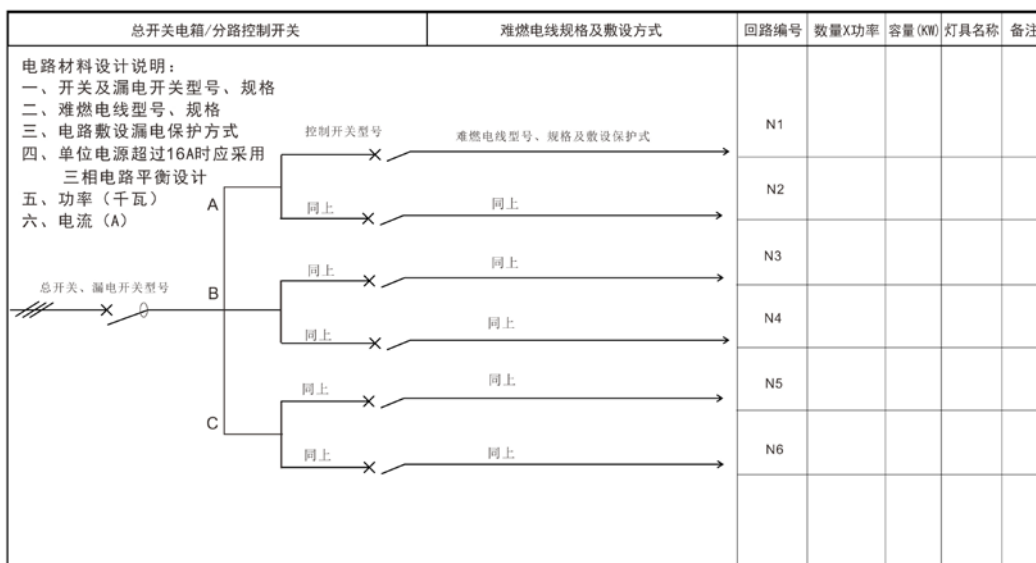 总开关电箱/分路控制开关
难燃电线规格及敷设方式
回路编号
数量X功率
容量(KW)
灯具名称
备注
电路材料设计说明：
一、开关及漏电开关型号、规格
二、难燃电线型号、规格
三、电路敷设漏电保护方式
四、单位电源超过16A时应采用
三相电路平衡设计
五、功率（千瓦）
六、电流（A）
控制开关型号
难燃电线型号、规格及敷设保护式
N1
A
同上
同上
N2
同上
同上
N3
总开关、漏电开关型号
B
同上
同上
N4
同上
同上
N5
C
同上
同上
N6